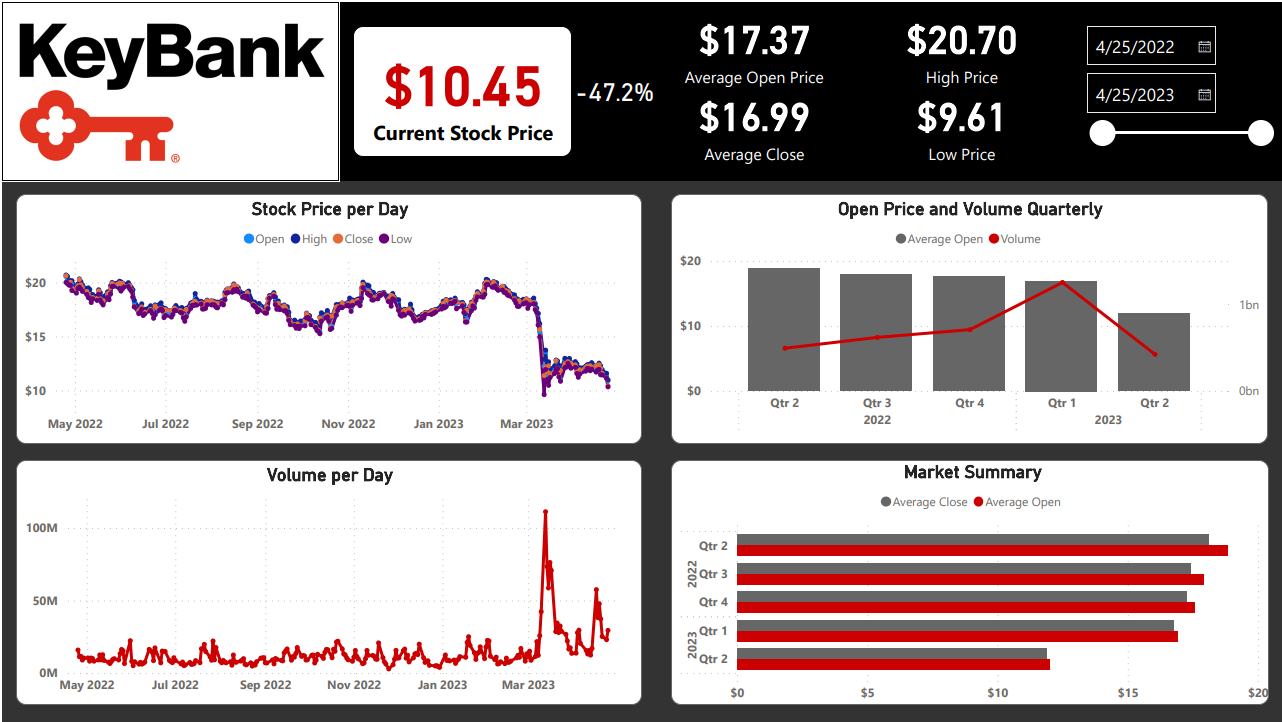 KeyBank
®
$10.45
Current Stock Price
-47.2%
$17.37
Average Open Price
$16.99
Average Close
$20.70
High Price
$9.61
Low Price
4/25/2022
4/25/2023
Stock Price per Day
Open High Close Low
$20
$15
$10
May 2022 Jul 2022 Sep 2022 Nov 2022 Jan 2023 Mar 2023
Open Price and Volume Quarterly
Average Open Volume
$20
$10
$0
1bn
0bn
Qtr 2 Qtr 3 Qtr 4 Qtr 1 Qtr 2
2022 2023
Volume per Day
100M
50M
0M
May 2022 Jul 2022 Sep 2022 Nov 2022 Jan 2023 Mar 2023
Market Summary
Average Close Average Open
2022
Qtr 2
Qtr 3
Qtr 4
2023
Qtr 1
Qtr 2
$0 $5 $10 $15 $20